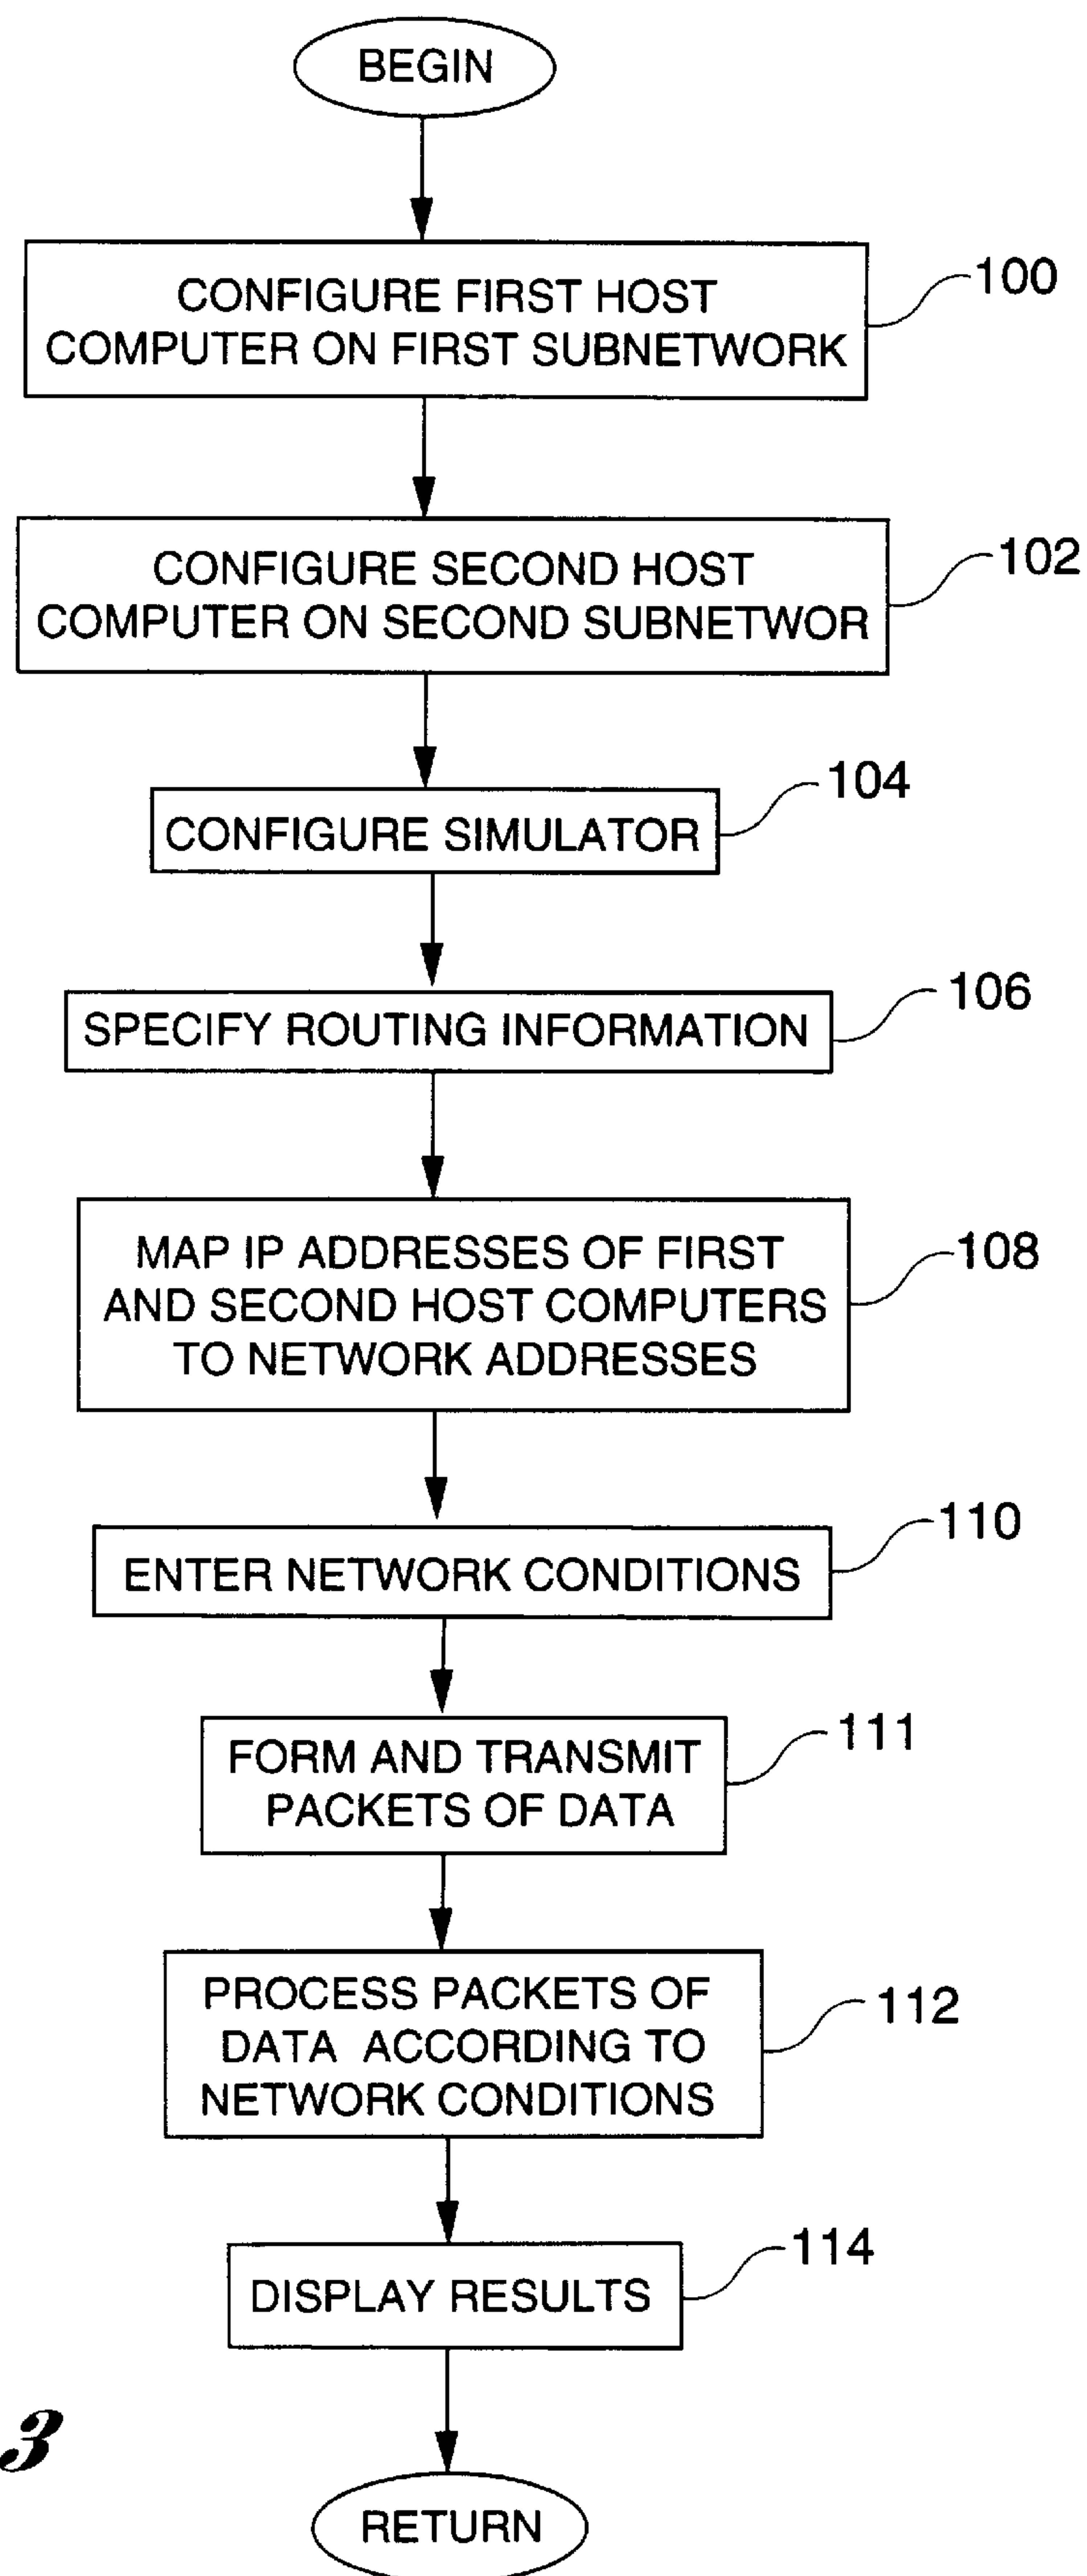 BEGIN
CONFIGURE FIRST HOST
COMPUTER ON FIRST SUBNETWORK
100
CONFIGURE SECOND HOST
COMPUTER ON SECOND SUBNETWOR
102
CONFIGURE SIMULATOR
104
SPECIFY ROUTING INFORMATION
106
MAP IP ADDRESSES OF FIRST
AND SECOND HOST COMPUTERS
TO NETWORK ADDRESSES
108
ENTER NETWORK CONDITIONS
110
FORM AND TRANSMIT
PACKETS OF DATA
111
PROCESS PACKETS OF
DATA ACCORDING TO
NETWORK CONDITIONS
112
DISPLAY RESULTS
114
3
RETURN